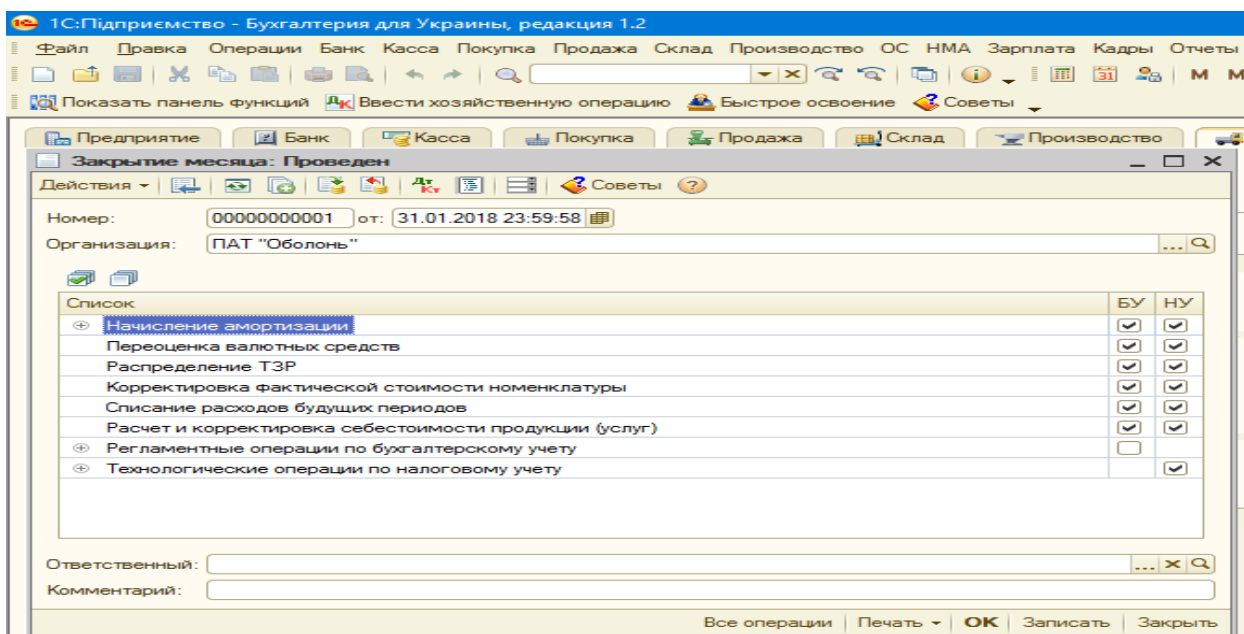 1С:Підприємство - Бухгалтерия для Украины, редакция 1.2
Файл Правка Операции Банк Касса Покупка Продажа Склад Производство ОС НМА Зарплата Кадры Отчеты
M M
Показать панель функций Ввести хозяйственную операцию Быстрое освоение Советы
Предприятие Банк Касса Покупка Продажа Склад Производство
Закрытие месяца: Проведен
Действия Дт Кт Советы
Номер: 00000000001 от: 31.01.2018 23:59:58
Организация: ПАТ "Оболонь" ...
Список БУ НУ
Начисление амортизации
Переоценка валютных средств
Распределение ТЗР
Корректировка фактической стоимости номенклатуры
Списание расходов будущих периодов
Расчет и корректировка себестоимости продукции (услуг)
Регламентные операции по бухгалтерскому учету
Технологические операции по налоговому учету
Ответственный: ...
Комментарий:
Все операции Печать OK Записать Закрыть